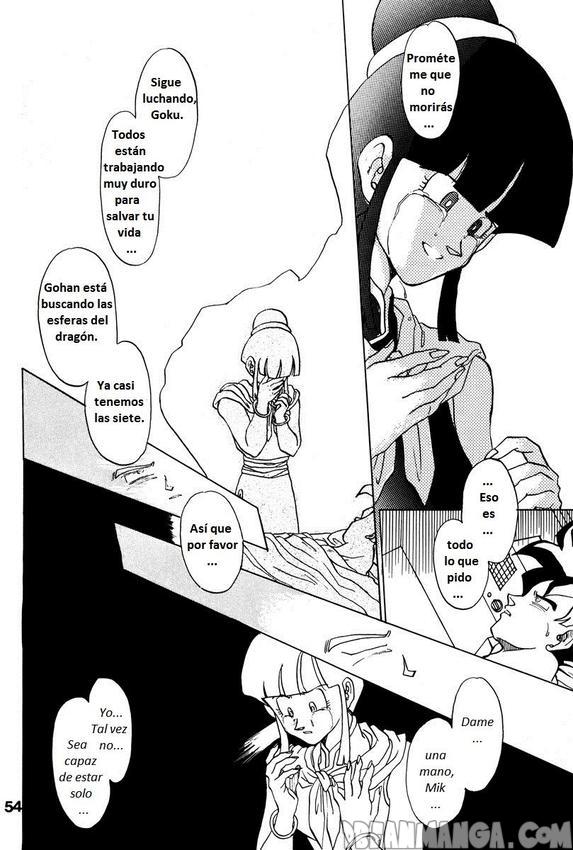 Prométe
me que
no
morirás
...
Sigue
luchando,
Goku.
Todos
están
trabajando
muy duro
para
salvar tu
vida
...
Gohan está
buscando las
esferas del
dragón.
Ya casi
tenemos
las siete.
...
Eso
es
...
todo
lo que
pido
...
Así que
por favor
...
Dame
...
una
mano,
Mik
...
Yo...
Tal vez
no...
Sea
capaz
de estar
solo
...
54
DBFANMANGA.COM